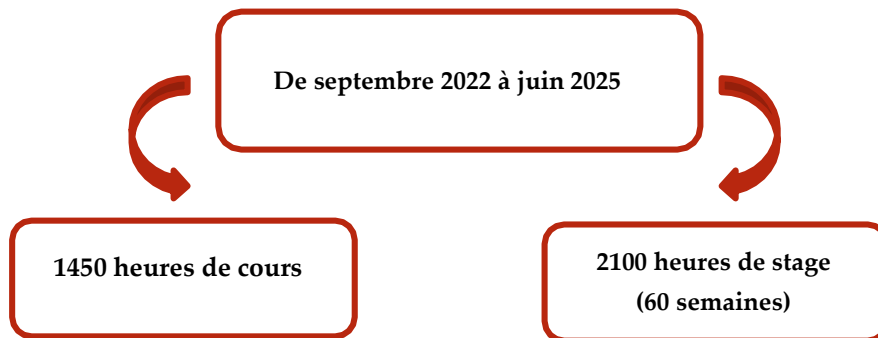 De septembre 2022 à juin 2025
1450 heures de cours
2100 heures de stage
(60 semaines)